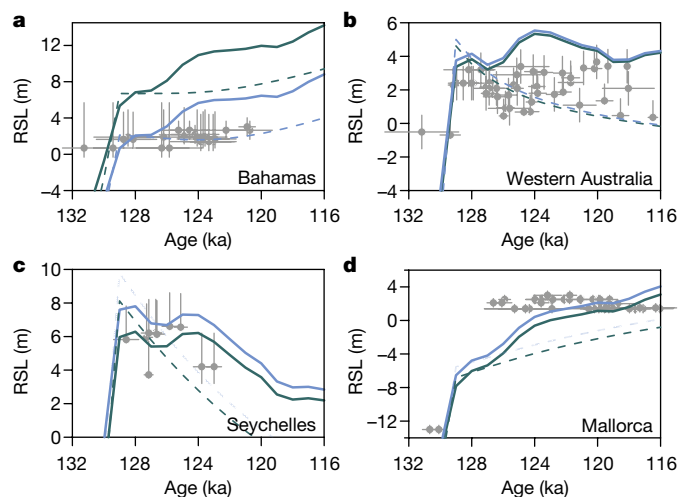 a
b
RSL (m)
12
8
4
0
−4
Bahamas
132
128
124
120
116
Age (ka)
6
4
2
0
−2
−4
Western Australia
132
128
124
120
116
Age (ka)
c
d
RSL (m)
10
8
6
4
2
0
Seychelles
132
128
124
120
116
Age (ka)
RSL (m)
4
0
−4
−8
−12
Mallorca
132
128
124
120
116
Age (ka)
RSL (m)